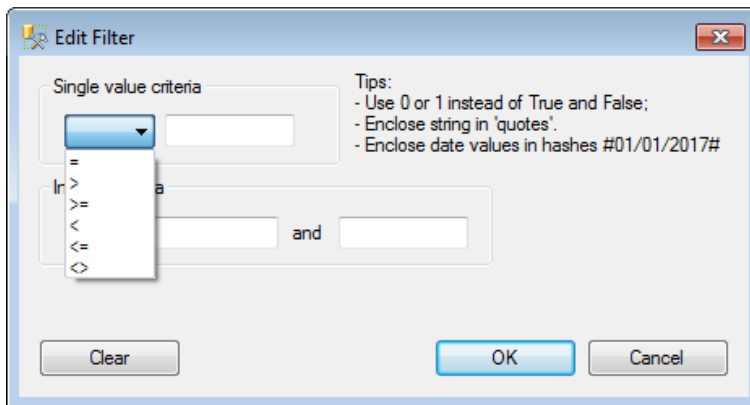 Edit Filter
Single value criteria
Tips:
- Use 0 or 1 instead of True and False;
- Enclose string in 'quotes'.
- Enclose date values in hashes #01/01/2017#
=
>
>=
<
<=
<>
and
Clear
OK
Cancel